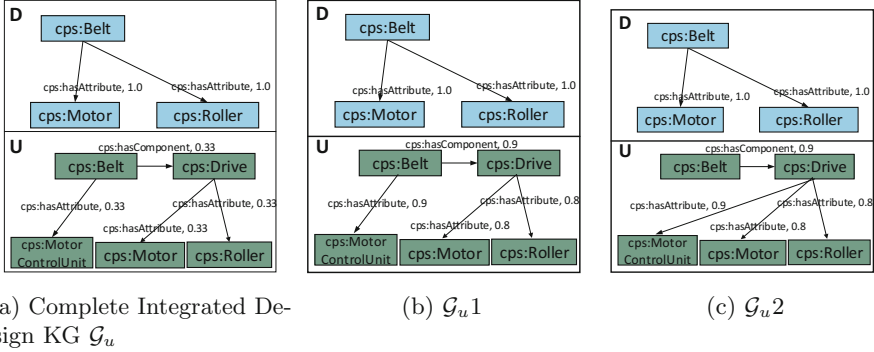 D
cps:Belt
cps:hasAttribute, 1.0
cps:hasAttribute, 1.0
cps:Motor
cps:Roller
U
cps:hasComponent, 0.33
cps:Belt
cps:Drive
cps:hasAttribute, 0.33
cps:hasAttribute, 0.33
cps:hasAttribute, 0.33
cps:Motor
ControlUnit
cps:Motor
cps:Roller
a) Complete Integrated De-
sign KG 𝒢u
D
cps:Belt
cps:hasAttribute, 1.0
cps:hasAttribute, 1.0
cps:Motor
cps:Roller
U
cps:hasComponent, 0.9
cps:Belt
cps:Drive
cps:hasAttribute, 0.9
cps:hasAttribute, 0.8
cps:hasAttribute, 0.8
cps:Motor
ControlUnit
cps:Motor
cps:Roller
(b) 𝒢u1
D
cps:Belt
cps:hasAttribute, 1.0
cps:hasAttribute, 1.0
cps:Motor
cps:Roller
U
cps:hasComponent, 0.9
cps:Belt
cps:Drive
cps:hasAttribute, 0.9
cps:hasAttribute, 0.8
cps:hasAttribute, 0.8
cps:Motor
ControlUnit
cps:Motor
cps:Roller
(c) 𝒢u2